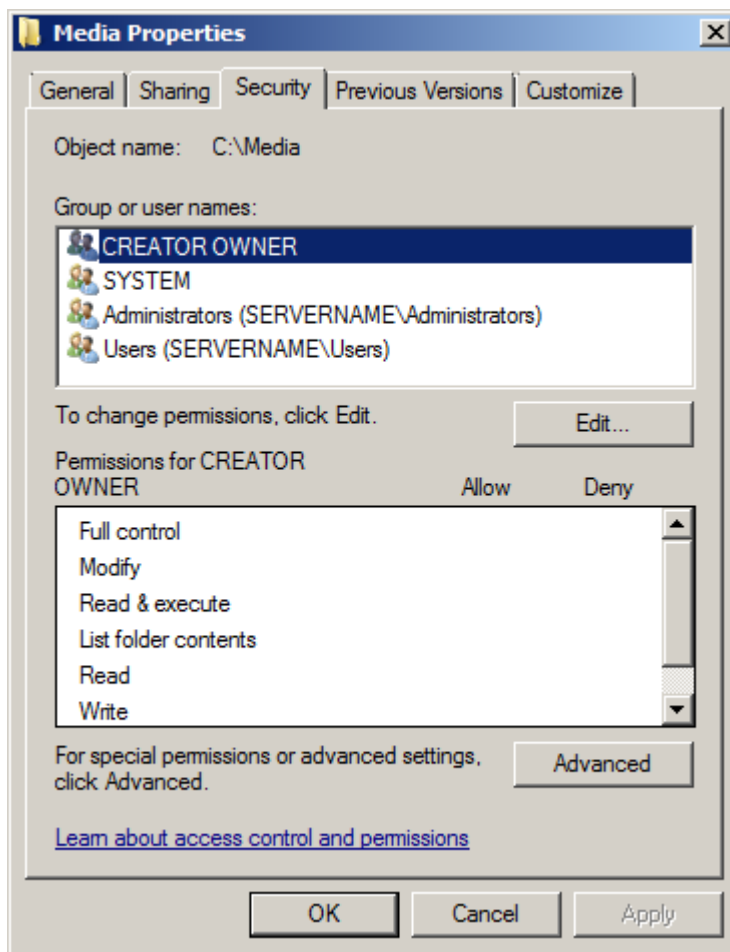 Media Properties
General Sharing Security Previous Versions Customize
Object name: C:\Media
Group or user names:
CREATOR OWNER
SYSTEM
Administrators (SERVERNAME\Administrators)
Users (SERVERNAME\Users)
To change permissions, click Edit.
Edit...
Permissions for CREATOR
OWNER Allow Deny
Full control
Modify
Read & execute
List folder contents
Read
Write
For special permissions or advanced settings,
click Advanced.
Advanced
Learn about access control and permissions
OK Cancel Apply